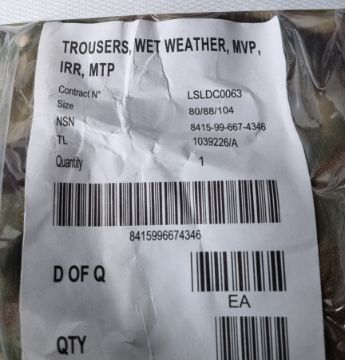 TROUSERS, WET WEATHER, MVP,
IRR, MTP
Contract N° LSLDC0063
Size 80/88/104
NSN 8415-99-667-4346
TL 1039226/A
Quantity 1
8415996674346
D OF Q
EA
QTY